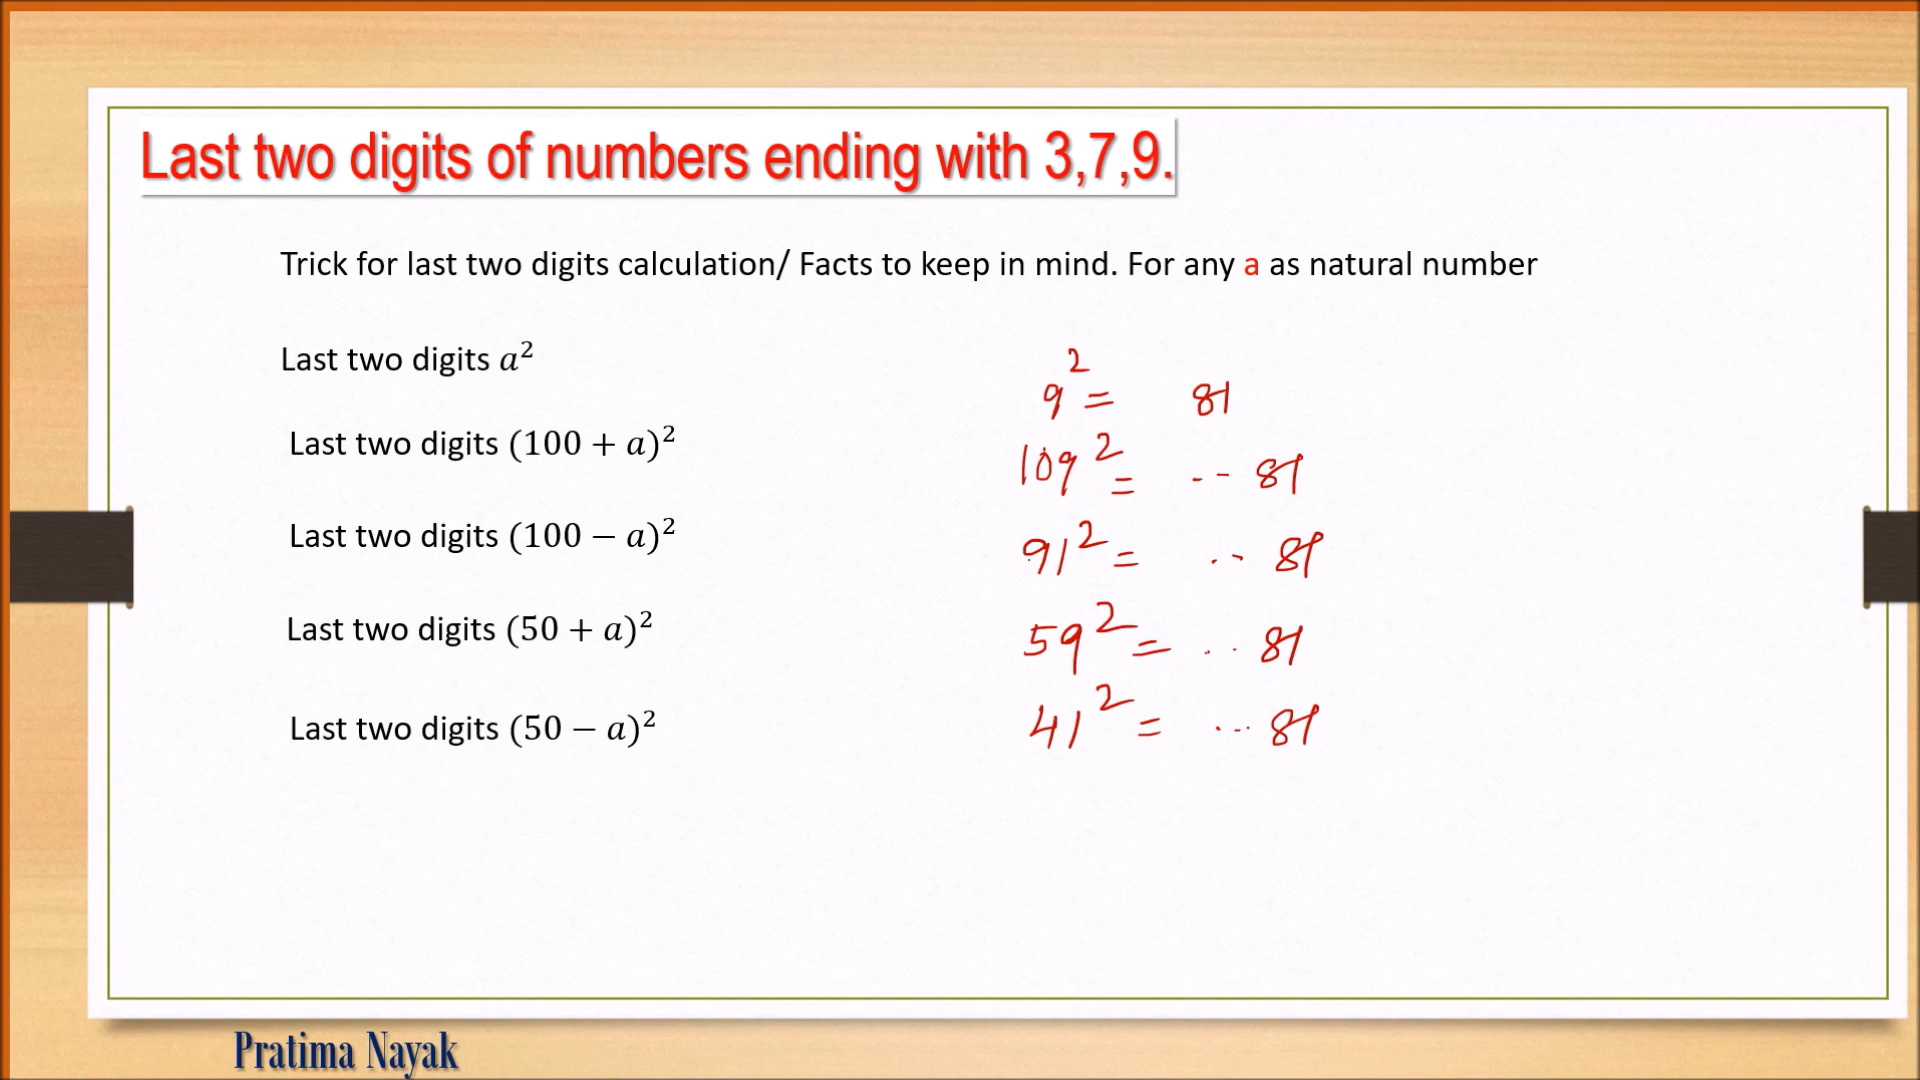 Last two digits of numbers ending with 3,7,9.
Trick for last two digits calculation/ Facts to keep in mind. For any a as natural number
Last two digits a²
9² = 81
Last two digits (100 + a)²
109² = -- 81
Last two digits (100 − a)²
91² = .. 81
Last two digits (50 + a)²
59² = .. 81
Last two digits (50 − a)²
41² = ... 81
Pratima Nayak